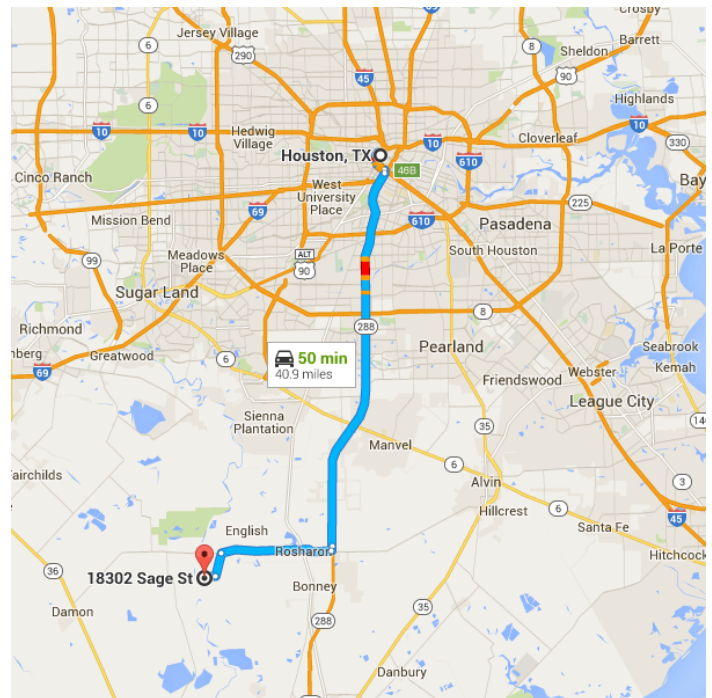 Crosby
Barrett
Jersey Village
8
Sheldon
6
290
45
90
Highlands
6
10
10
Hedwig
Village
10
Cloverleaf
10
330
Houston, TX
46B
610
Cinco Ranch
West
University
Place
Bay
69
225
Mission Bend
610
Pasadena
99
Meadows
Place
ALT
90
South Houston
La Porte
Sugar Land
Richmond
8
288
Greatwood
6
50 min
40.9 miles
Pearland
Seabrook
Kemah
69
Friendswood
Webster
League City
Sienna
Plantation
146
Manvel
35
6
3
Fairchilds
Alvin
Hillcrest
6
Santa Fe
45
English
Rosharon
Hitchcock
36
18302 Sage St
Damon
Bonney
35
288
Danbury